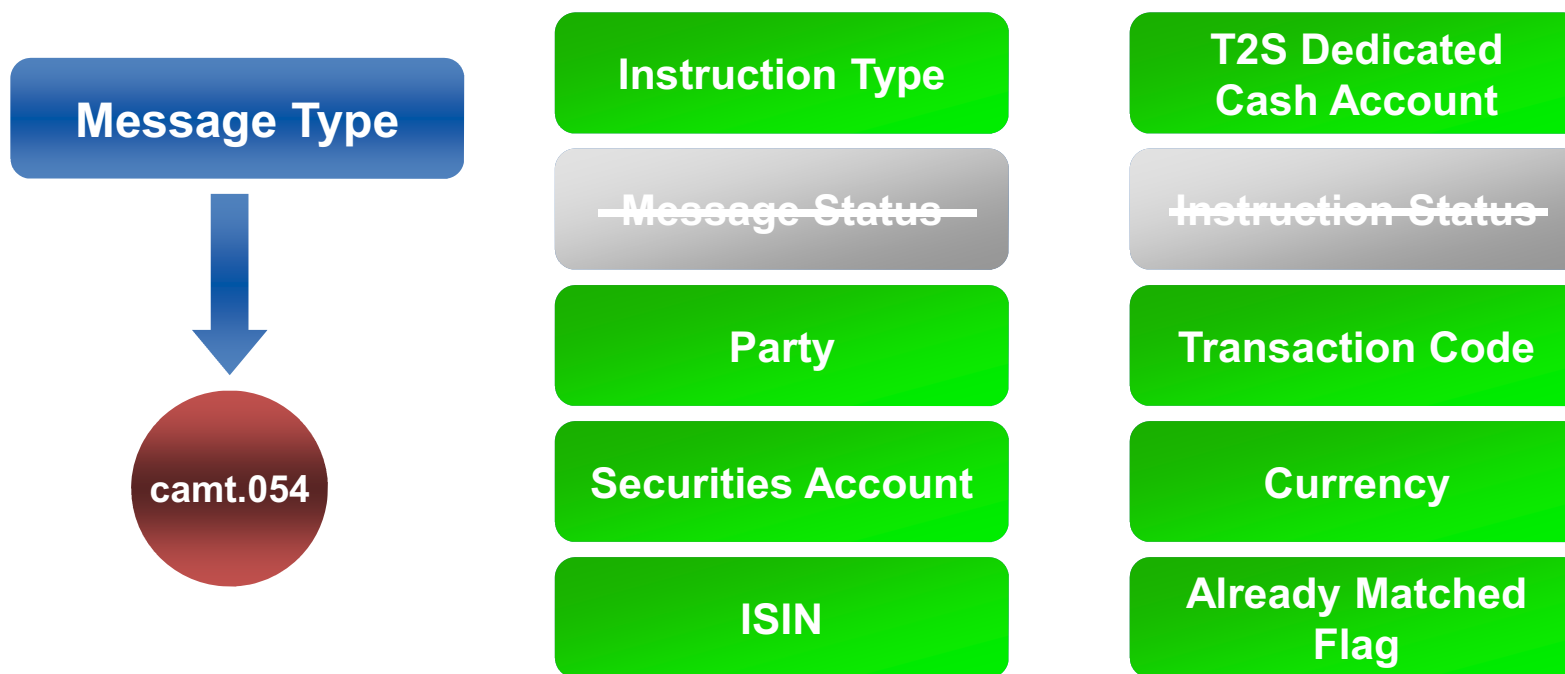 Message Type
camt.054
Instruction Type
Message Status
Party
Securities Account
ISIN
T2S Dedicated
Cash Account
Instruction Status
Transaction Code
Currency
Already Matched
Flag